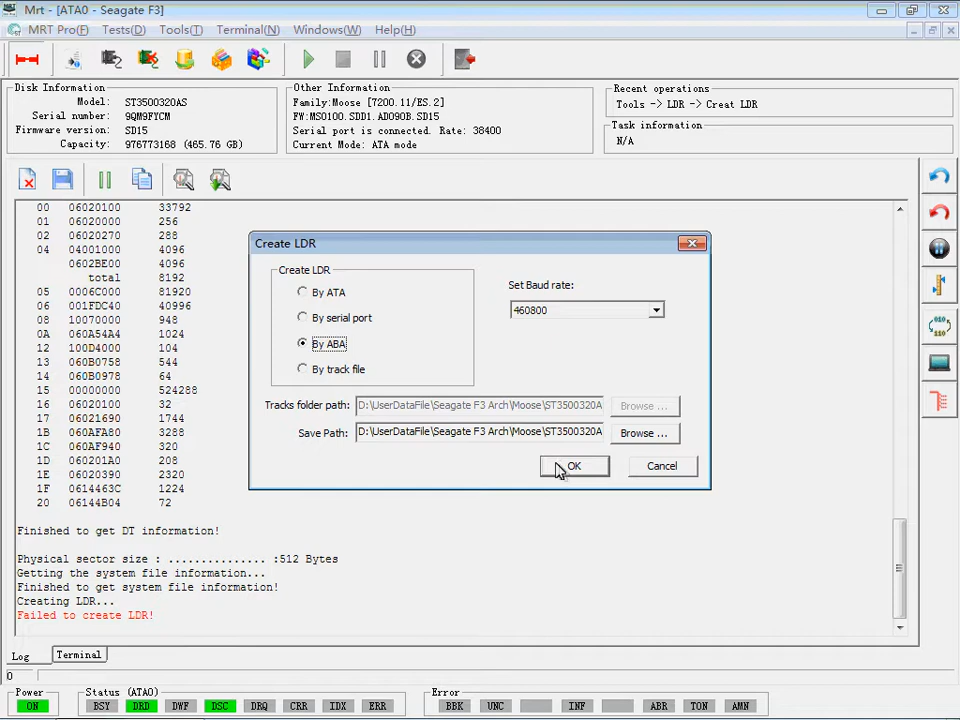 Mrt - [ATA0 - Seagate F3]
MRT Pro(F) Tests(D) Tools(T) Terminal(N) Windows(W) Help(H)
Disk Information
Model: ST3500320AS
Serial number: 9QM9FYCM
Firmware version: SD15
Capacity: 976773168 (465.76 GB)
Other Information
Family:Moose [7200.11/ES.2]
FW:MS0100.SDD1.AD090B.SD15
Serial port is connected. Rate: 38400
Current Mode: ATA mode
Recent operations
Tools -> LDR -> Creat LDR
Task information
N/A
00 06020100 33792
01 06020000 256
02 06020270 288
04 04001000 4096
0602BE00 4096
total 8192
05 0006C000 81920
06 001FDC40 40996
08 10070000 948
0A 060A54A4 1024
12 100D4000 104
13 060B0758 544
14 060B0978 64
15 00000000 524288
16 06020100 32
17 06021690 1744
1B 060AFA80 3288
1C 060AF940 320
1D 060201A0 208
1E 06020390 2320
1F 0614463C 1224
20 06144B04 72
Finished to get DT information!
Physical sector size : ............... :512 Bytes
Getting the system file information...
Finished to get system file information!
Creating LDR...
Failed to create LDR!
Create LDR
Create LDR
By ATA
By serial port
By ABA
By track file
Set Baud rate:
460800
Tracks folder path: D:\UserDataFile\Seagate F3 Arch\Moose\ST3500320A Browse ...
Save Path: D:\UserDataFile\Seagate F3 Arch\Moose\ST3500320A Browse ...
OK Cancel
Log Terminal
0
Power
ON
Status (ATA0)
BSY DRD DWF DSC DRQ CRR IDX ERR
Error
BBK UNC INF ABR TON AMN